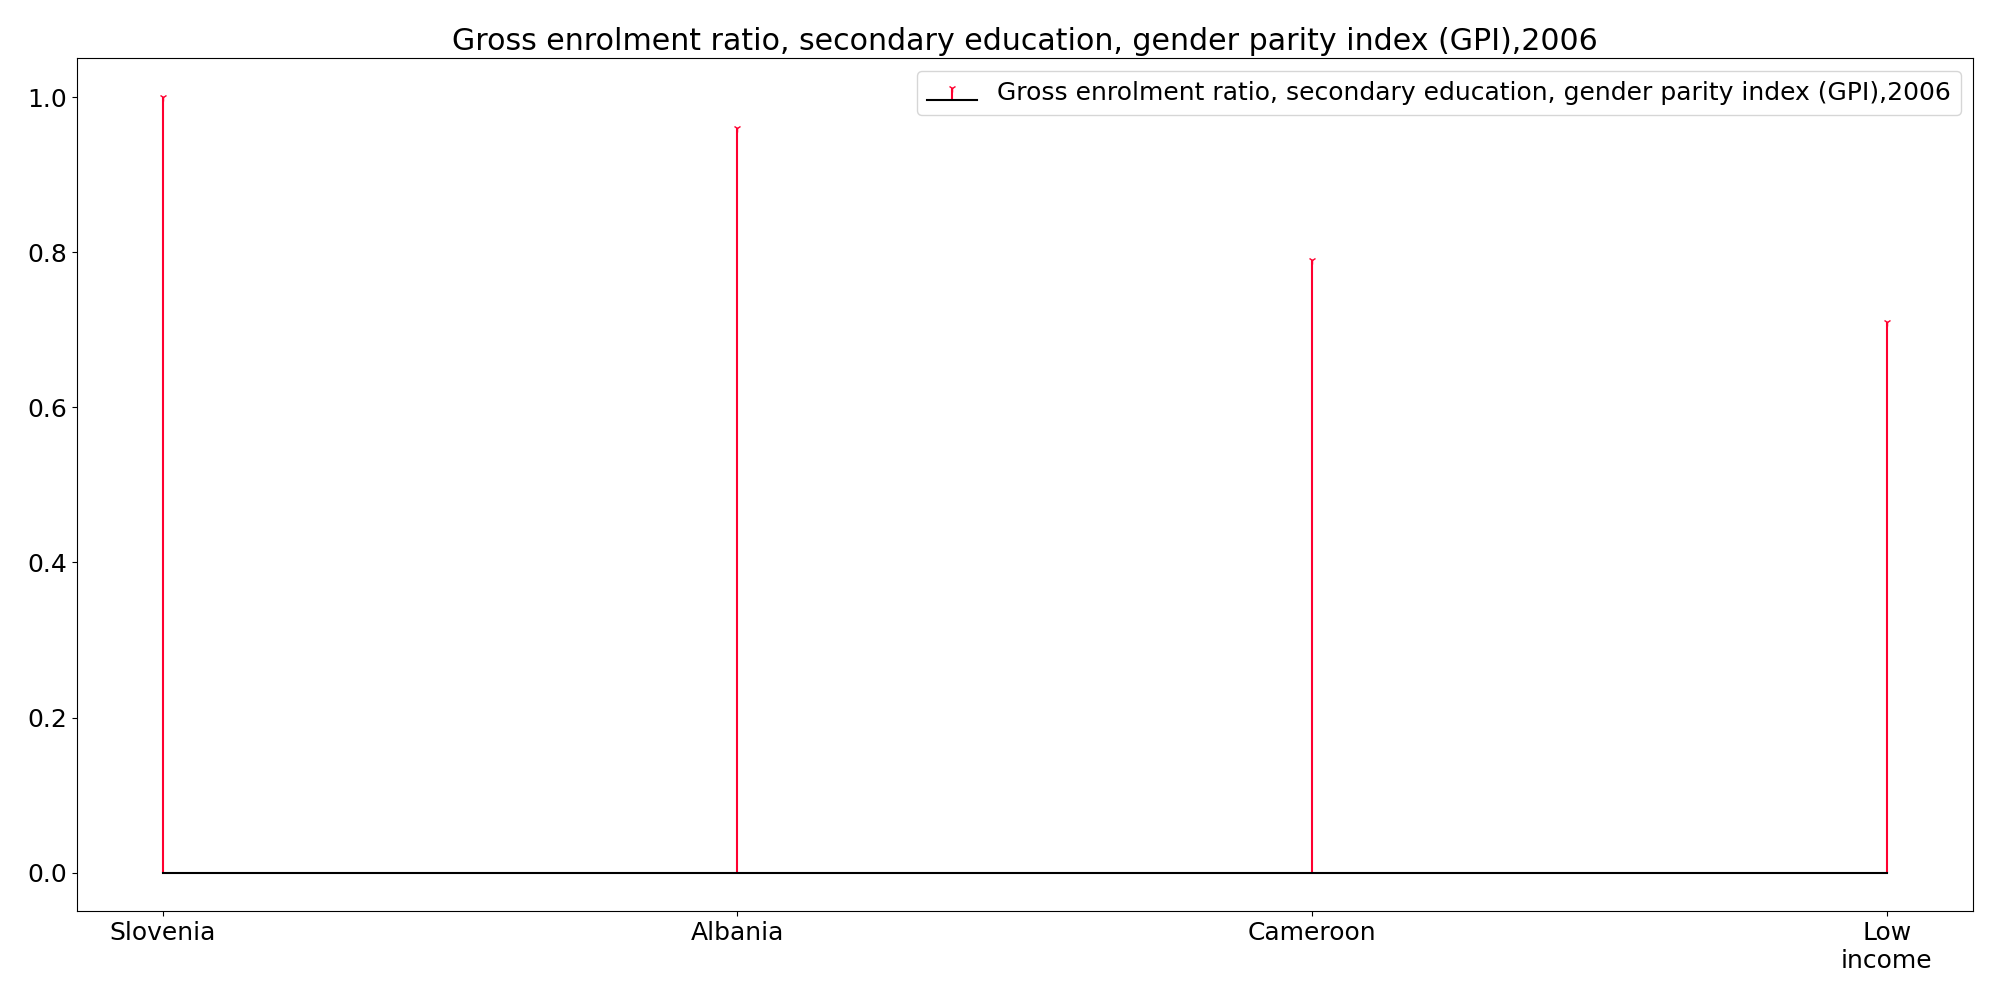 Gross enrolment ratio, secondary education, gender parity index (GPI),2006
Gross enrolment ratio, secondary education, gender parity index (GPI),2006
1.0
0.8
0.6
0.4
0.2
0.0
Slovenia
Albania
Cameroon
Low
income